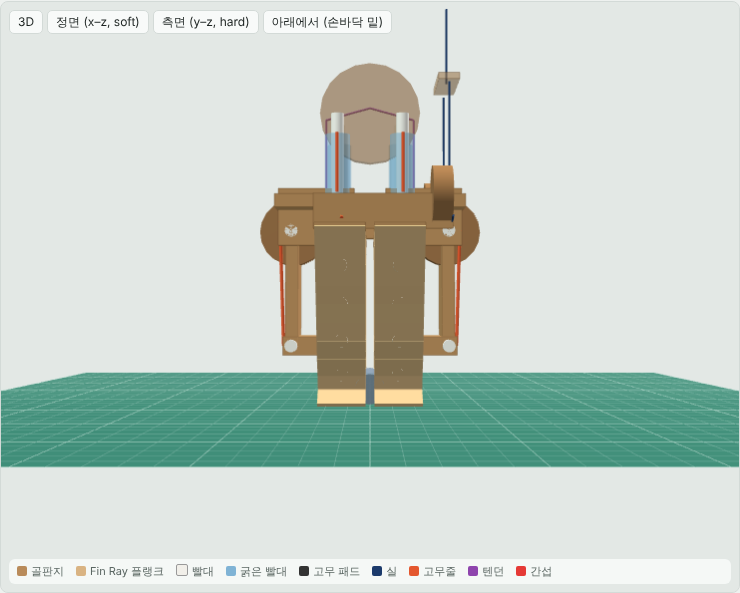 3D 정면 (x–z, soft) 측면 (y–z, hard) 아래에서 (손바닥 밑)
골판지 Fin Ray 플랭크 빨대 굵은 빨대 고무 패드 실 고무줄 텐던 간섭